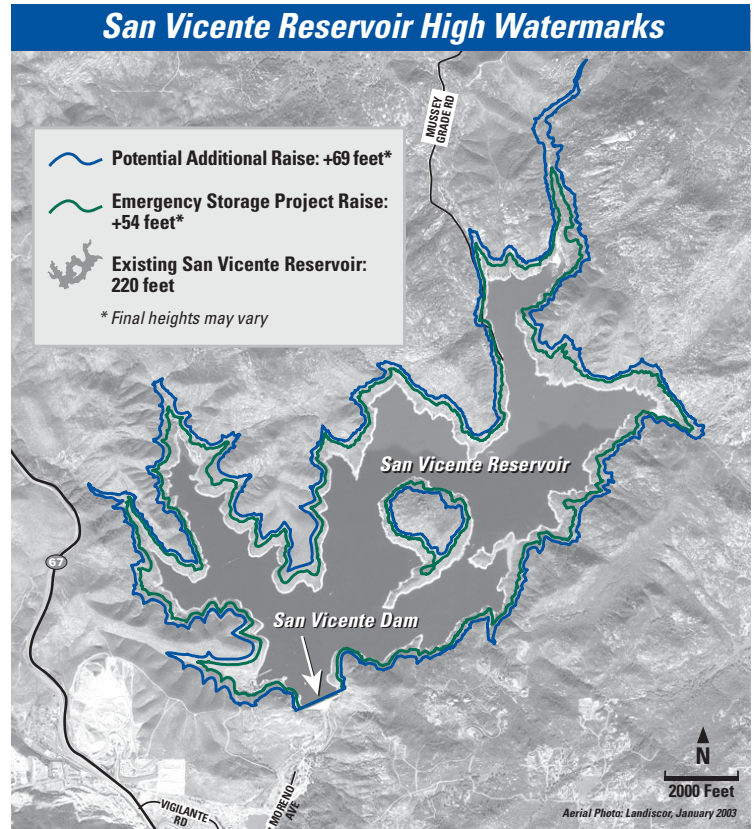 San Vicente Reservoir High Watermarks
MUSSEY
GRADE RD
Potential Additional Raise: +69 feet*
Emergency Storage Project Raise:
+54 feet*
Existing San Vicente Reservoir:
220 feet
* Final heights may vary
San Vicente Reservoir
67
San Vicente Dam
N
2000 Feet
VIGILANTE
RD
MORENO
AVE
Aerial Photo: Landiscor, January 2003